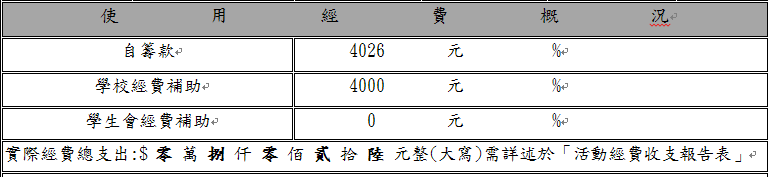 使用經費概況
自籌款 4026 元 %
學校經費補助 4000 元 %
學生會經費補助 0 元 %
實際經費總支出:$ 零 萬 捌 仟 零 佰 貳 拾 陸 元整(大寫)需詳述於「活動經費收支報告表」